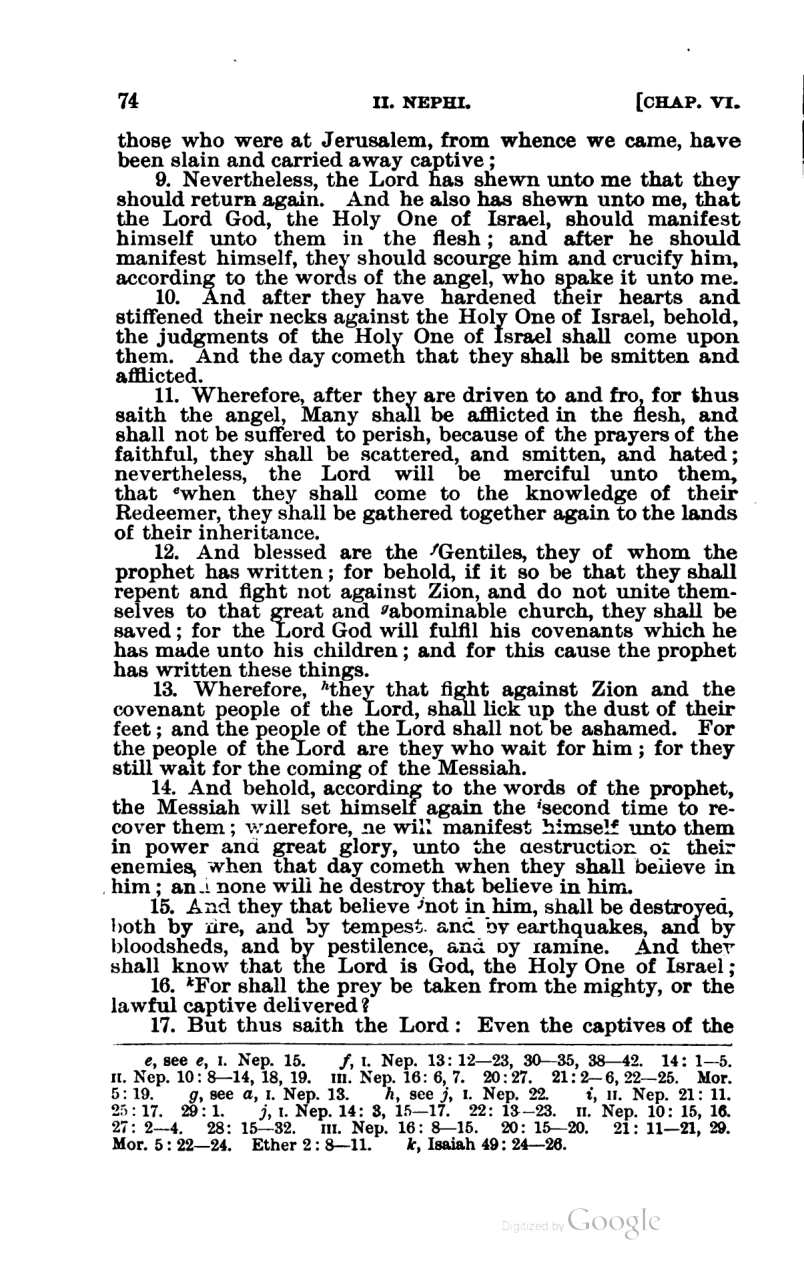 74 II. NEPHI. [CHAP. VI.
those who were at Jerusalem, from whence we came, have
been slain and carried away captive ;
9. Nevertheless, the Lord has shewn unto me that they
should return again. And he also has shewn unto me, that
the Lord God, the Holy One of Israel, should manifest
himself unto them in the flesh ; and after he should
manifest himself, they should scourge him and crucify him,
according to the words of the angel, who spake it unto me.
10. And after they have hardened their hearts and
stiffened their necks against the Holy One of Israel, behold,
the judgments of the Holy One of Israel shall come upon
them. And the day cometh that they shall be smitten and
afflicted.
11. Wherefore, after they are driven to and fro, for thus
saith the angel, Many shall be afflicted in the flesh, and
shall not be suffered to perish, because of the prayers of the
faithful, they shall be scattered, and smitten, and hated ;
nevertheless, the Lord will be merciful unto them,
that ᵉwhen they shall come to the knowledge of their
Redeemer, they shall be gathered together again to the lands
of their inheritance.
12. And blessed are the ᶠGentiles, they of whom the
prophet has written ; for behold, if it so be that they shall
repent and fight not against Zion, and do not unite them-
selves to that great and ᵍabominable church, they shall be
saved ; for the Lord God will fulfil his covenants which he
has made unto his children ; and for this cause the prophet
has written these things.
13. Wherefore, ʰthey that fight against Zion and the
covenant people of the Lord, shall lick up the dust of their
feet ; and the people of the Lord shall not be ashamed. For
the people of the Lord are they who wait for him ; for they
still wait for the coming of the Messiah.
14. And behold, according to the words of the prophet,
the Messiah will set himself again the ⁱsecond time to re-
cover them ; wherefore, he will manifest himself unto them
in power and great glory, unto the destruction of their
enemies, when that day cometh when they shall believe in
him ; and none will he destroy that believe in him.
15. And they that believe ʲnot in him, shall be destroyed,
both by fire, and by tempest, and by earthquakes, and by
bloodsheds, and by pestilence, and by famine. And they
shall know that the Lord is God, the Holy One of Israel ;
16. ᵏFor shall the prey be taken from the mighty, or the
lawful captive delivered ?
17. But thus saith the Lord : Even the captives of the
e, see e, I. Nep. 15. f, I. Nep. 13 : 12—23, 30—35, 38—42. 14 : 1—5.
II. Nep. 10 : 8—14, 18, 19. III. Nep. 16 : 6, 7. 20 : 27. 21 : 2—6, 22—25. Mor.
5 : 19. g, see a, I. Nep. 13. h, see j, I. Nep. 22. i, II. Nep. 21 : 11.
25 : 17. 29 : 1. j, I. Nep. 14 : 3, 15—17. 22 : 13—23. II. Nep. 10 : 15, 16.
27 : 2—4. 28 : 15—32. III. Nep. 16 : 8—15. 20 : 15—20. 21 : 11—21, 29.
Mor. 5 : 22—24. Ether 2 : 8—11. k, Isaiah 49 : 24—26.
Digitized by Google